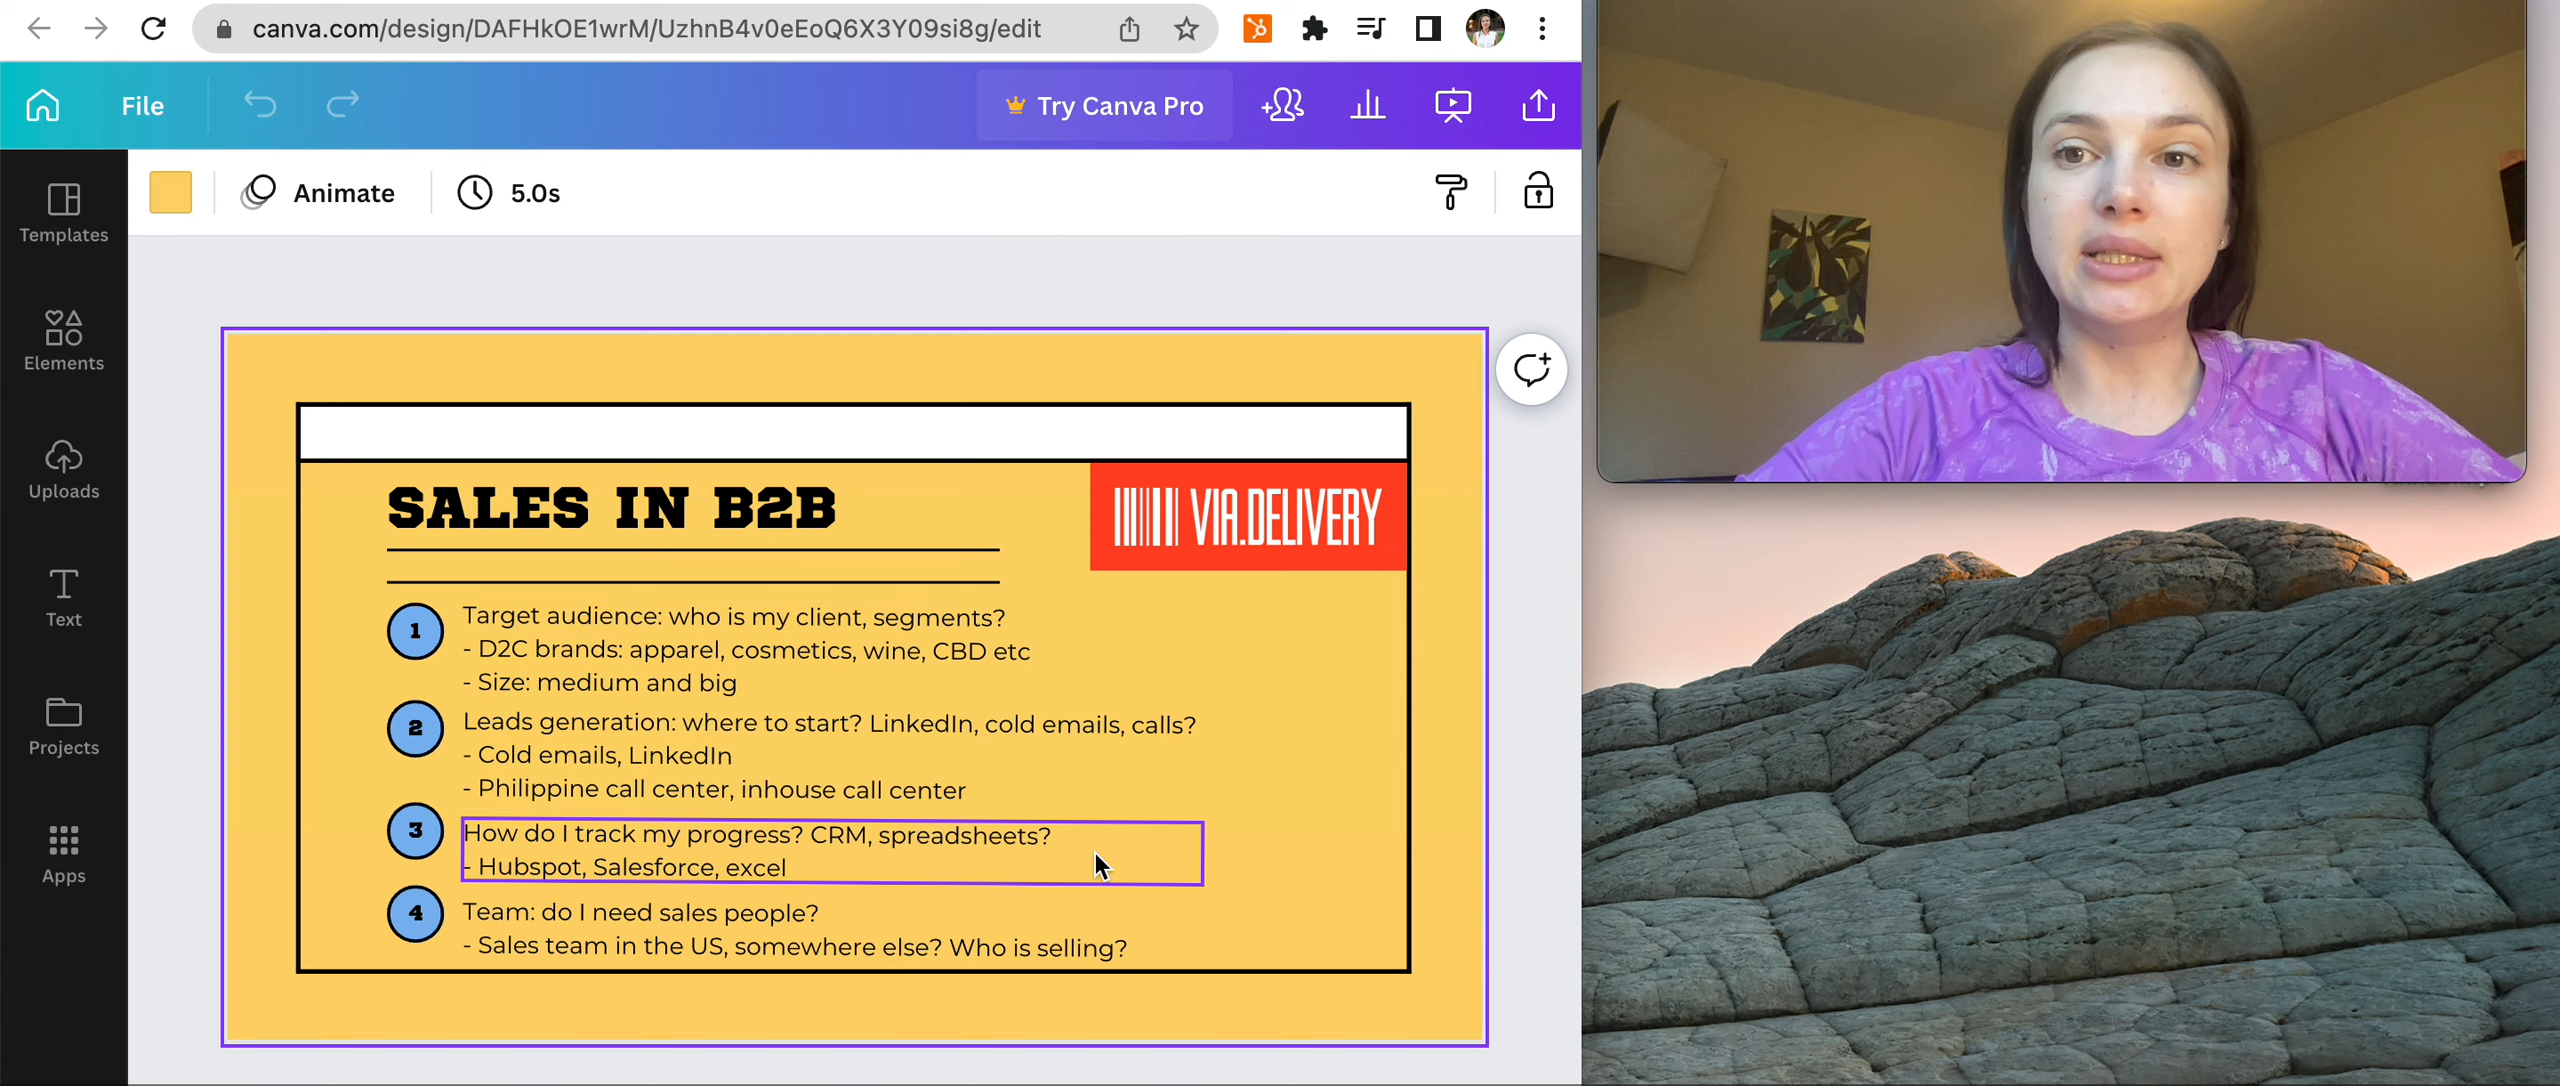 canva.com/design/DAFHkOE1wrM/UzhnB4v0eEoQ6X3Y09si8g/edit
File
Try Canva Pro
Animate
5.0s
Templates
Elements
Uploads
Text
Projects
Apps
SALES IN B2B
VIA.DELIVERY
1
Target audience: who is my client, segments?
- D2C brands: apparel, cosmetics, wine, CBD etc
- Size: medium and big
2
Leads generation: where to start? LinkedIn, cold emails, calls?
- Cold emails, LinkedIn
- Philippine call center, inhouse call center
3
How do I track my progress? CRM, spreadsheets?
- Hubspot, Salesforce, excel
4
Team: do I need sales people?
- Sales team in the US, somewhere else? Who is selling?